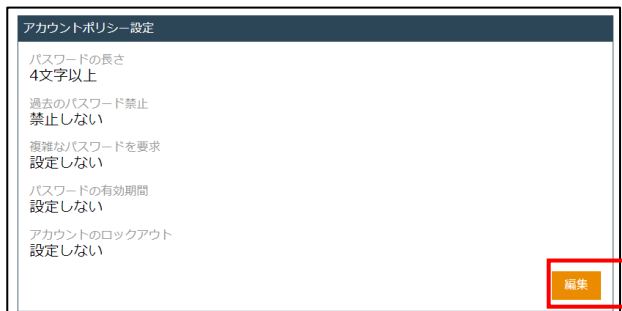 アカウントポリシー設定
パスワードの長さ
4文字以上
過去のパスワード禁止
禁止しない
複雑なパスワードを要求
設定しない
パスワードの有効期間
設定しない
アカウントのロックアウト
設定しない
編集